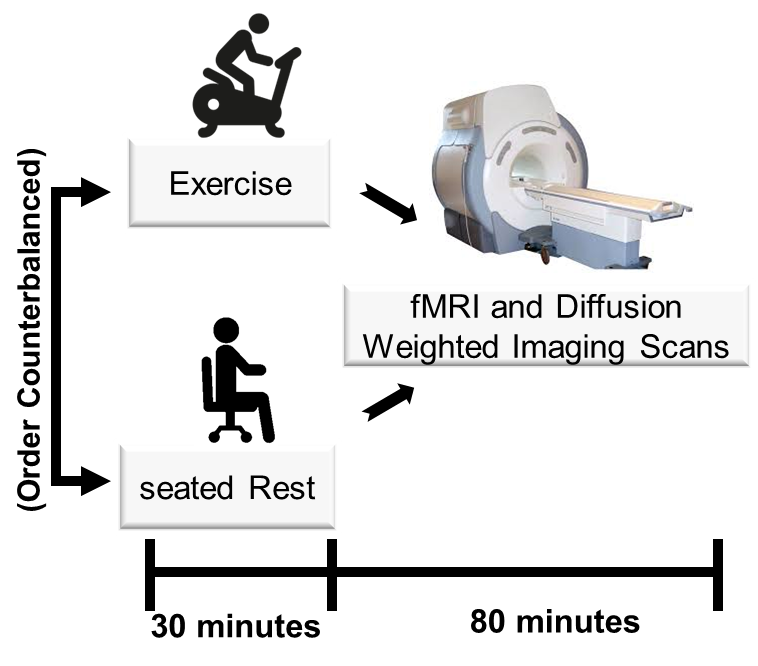 (Order Counterbalanced)
Exercise
fMRI and Diffusion
Weighted Imaging Scans
seated Rest
30 minutes
80 minutes